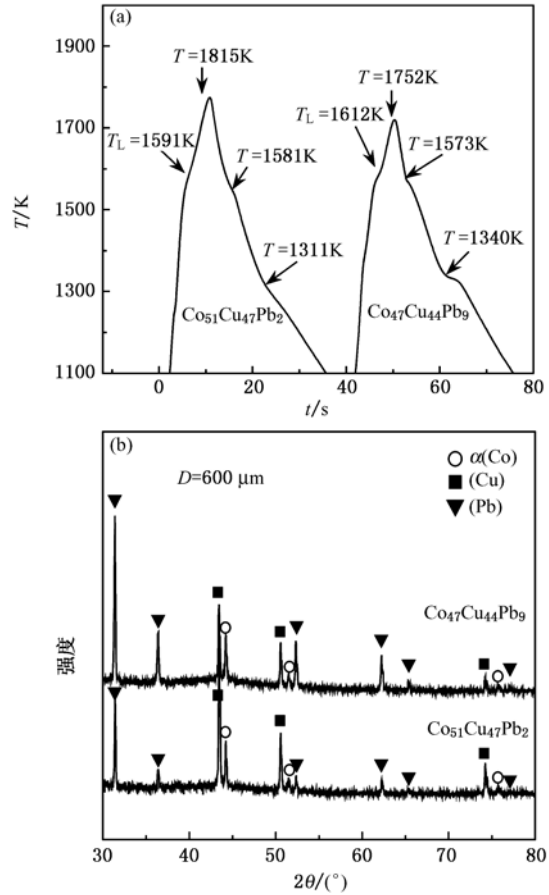 (a)
T=1815K
T_L=1591K
T=1581K
T=1311K
Co₅₁Cu₄₇Pb₂
T=1752K
T_L=1612K
T=1573K
T=1340K
Co₄₇Cu₄₄Pb₉
1900
1700
1500
1300
1100
T/K
0 20 40 60 80
t/s
(b)
D=600 μm
α(Co)
(Cu)
(Pb)
Co₄₇Cu₄₄Pb₉
Co₅₁Cu₄₇Pb₂
强度
30 40 50 60 70 80
2θ/(°)